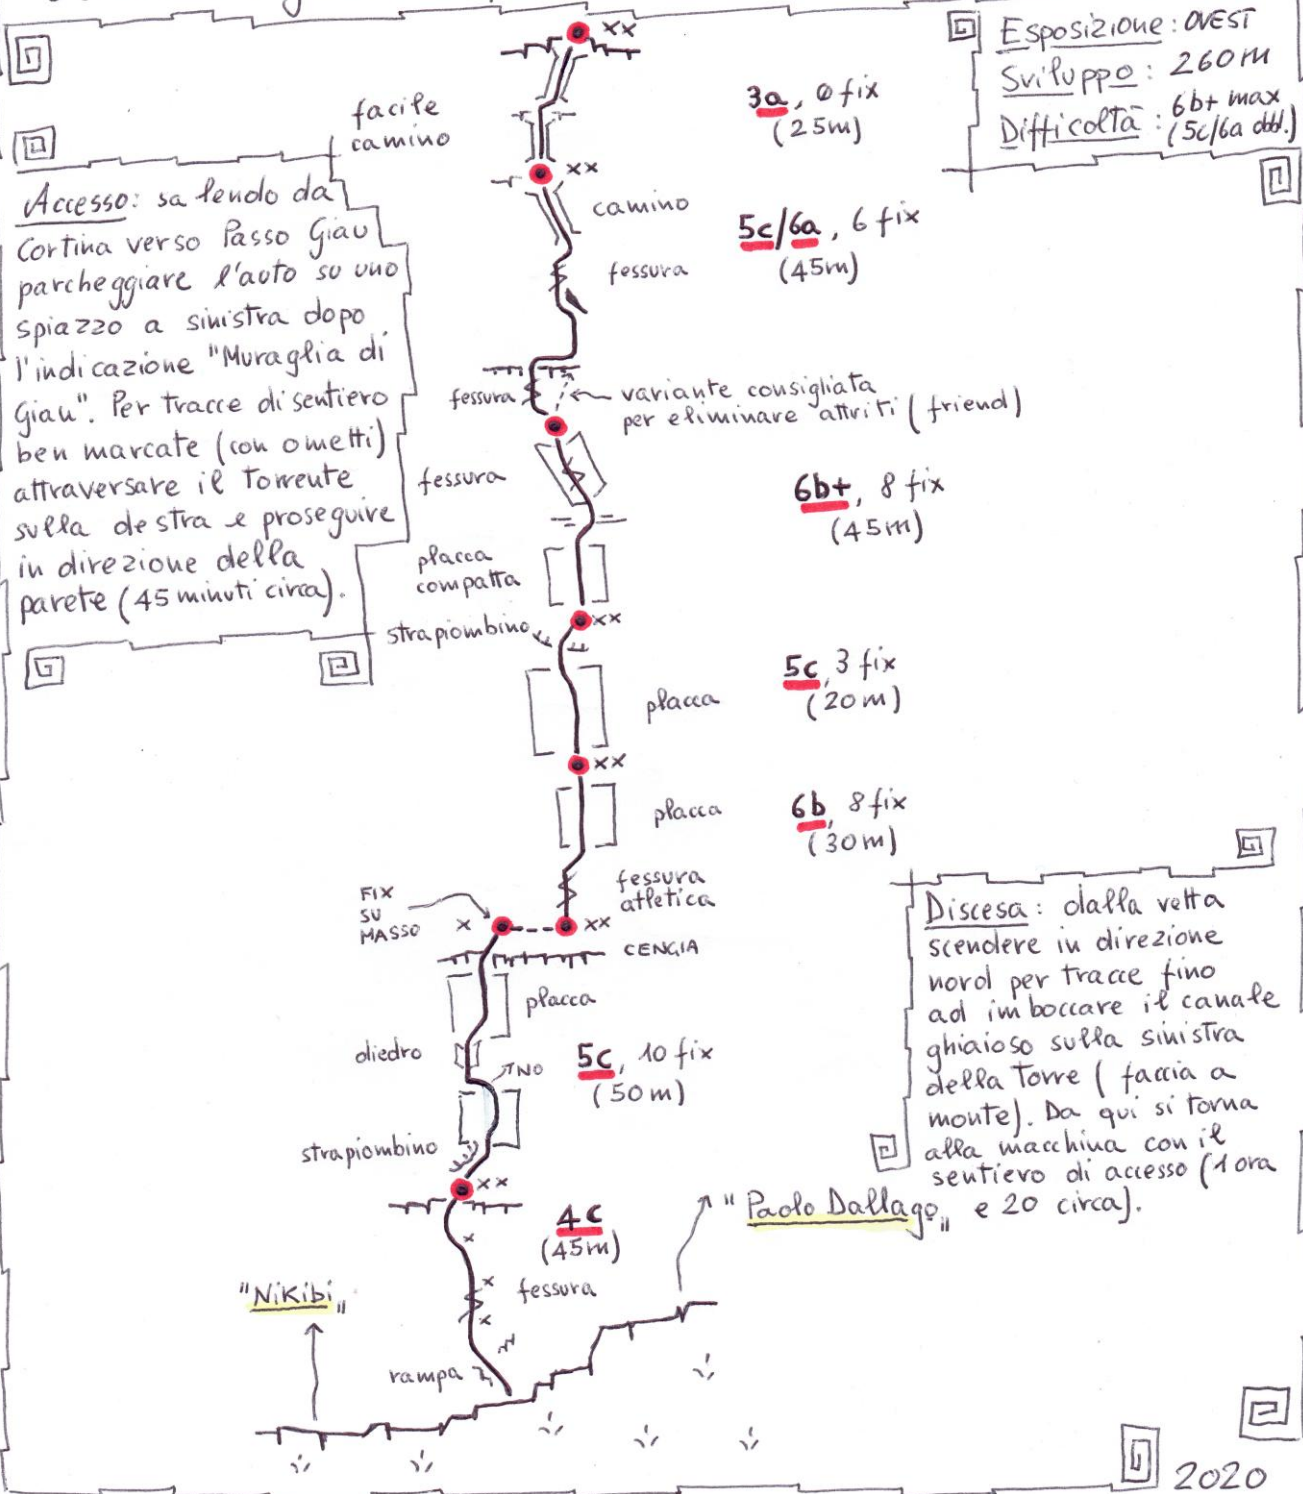 Esposizione: OVEST
Sviluppo: 260m
Difficoltà: 6b+ max
(5c/6a obbl.)
facile
camino
xx
3a, 0 fix
(25m)
xx
camino
5c/6a, 6 fix
(45m)
fessura
Accesso: salendo da
Cortina verso Passo Giau
parcheggiare l'auto su uno
spiazzo a sinistra dopo
l'indicazione "Muraglia di
Giau". Per tracce di sentiero
ben marcate (con ometti)
attraversare il torrente
sulla destra e proseguire
in direzione della
parete (45 minuti circa).
fessura
variante consigliata
per eliminare attriti (friend)
fessura
6b+, 8 fix
(45m)
placca
compatta
xx
strapiombino
5c, 3 fix
(20m)
placca
xx
placca
6b, 8 fix
(30m)
fessura
atletica
FIX
SU
MASSO
x
xx
CENGIA
placca
diedro
NO
5c, 10 fix
(50m)
strapiombino
xx
4c
(45m)
x
x
fessura
x
rampa
"Nikibi"
"Paolo Dallago"
Discesa: dalla vetta
scendere in direzione
nord per tracce fino
ad imboccare il canale
ghiaioso sulla sinistra
della Torre (faccia a
monte). Da qui si torna
alla macchina con il
sentiero di accesso (1 ora
e 20 circa).
2020